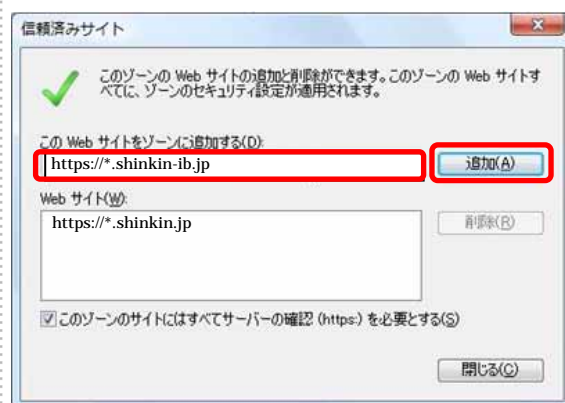 信頼済みサイト
このゾーンの Web サイトの追加と削除ができます。このゾーンの Web サイトす
べてに、ゾーンのセキュリティ設定が適用されます。
この Web サイトをゾーンに追加する(D):
https://*.shinkin-ib.jp
追加(A)
Web サイト(W):
https://*.shinkin.jp
削除(R)
このゾーンのサイトにはすべてサーバーの確認 (https:) を必要とする(S)
閉じる(C)